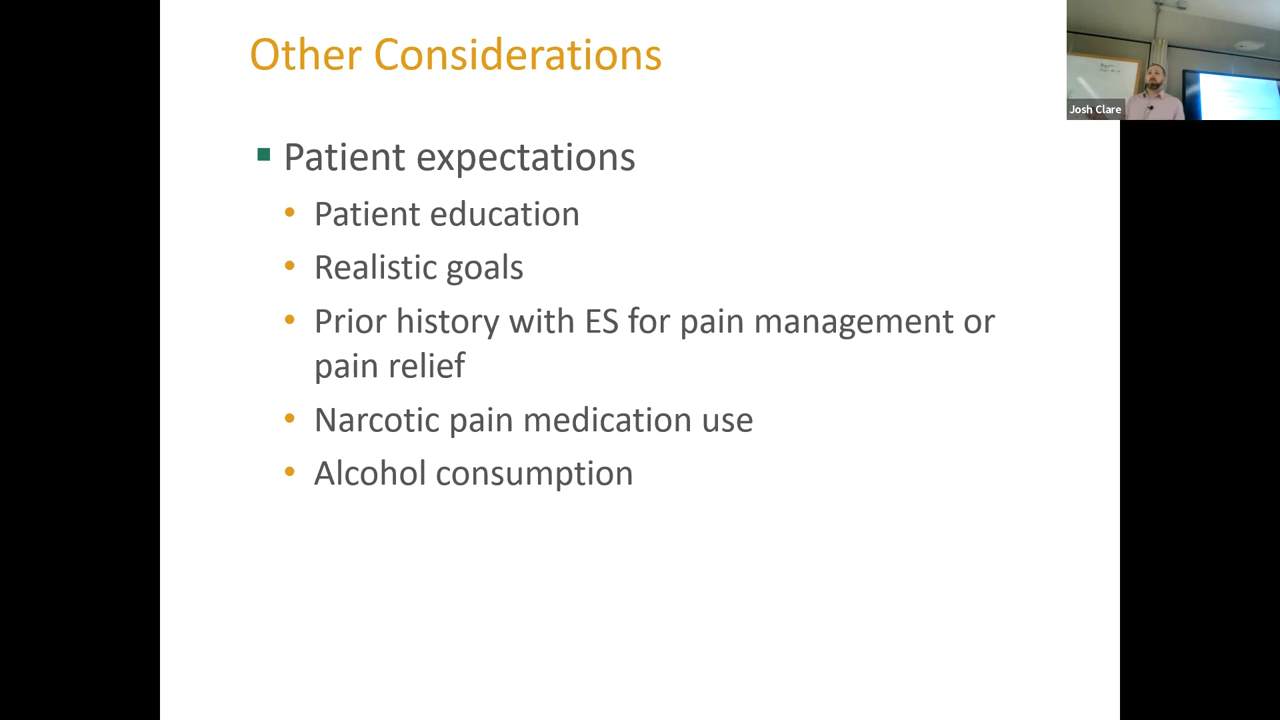 Other Considerations
Patient expectations
Patient education
Realistic goals
Prior history with ES for pain management or
pain relief
Narcotic pain medication use
Alcohol consumption
Josh Clare